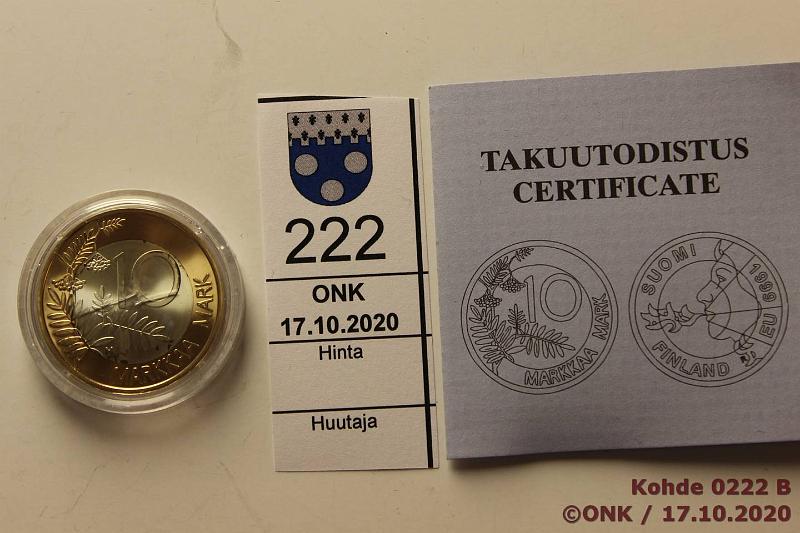 10
MARKKAA MARK
222
ONK
17.10.2020
Hinta
Huutaja
TAKUUTODISTUS
CERTIFICATE
10
MARKKAA MARK
SUOMI
FINLAND
EU 1999
Kohde 0222 B
©ONK / 17.10.2020